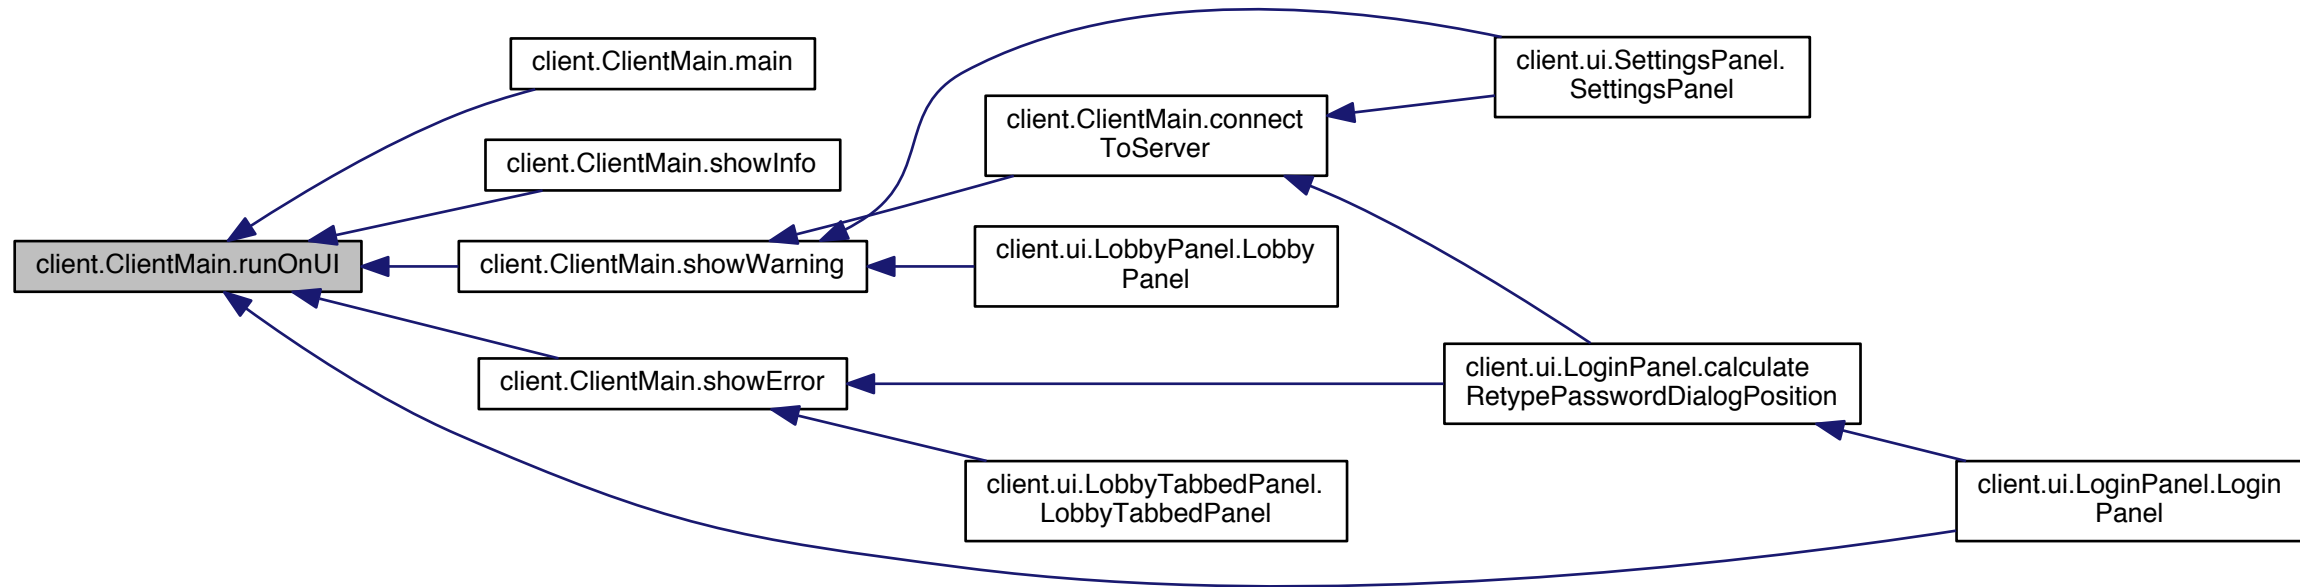 client.ClientMain.runOnUI
client.ClientMain.main
client.ClientMain.showInfo
client.ClientMain.showWarning
client.ClientMain.showError
client.ClientMain.connect
ToServer
client.ui.LobbyPanel.Lobby
Panel
client.ui.LobbyTabbedPanel.
LobbyTabbedPanel
client.ui.SettingsPanel.
SettingsPanel
client.ui.LoginPanel.calculate
RetypePasswordDialogPosition
client.ui.LoginPanel.Login
Panel